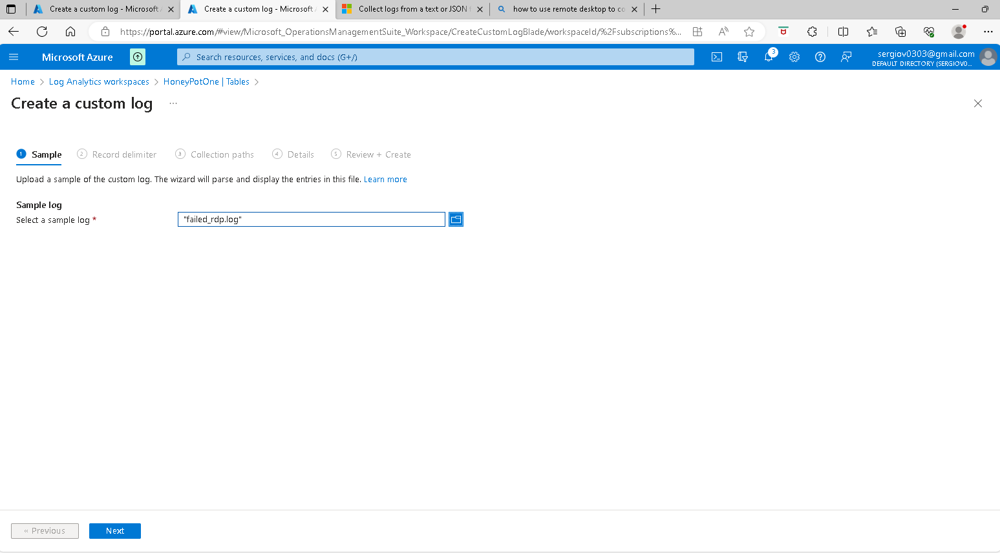 Create a custom log - Microsoft A
Create a custom log - Microsoft A
Collect logs from a text or JSON f
how to use remote desktop to co
https://portal.azure.com/#view/Microsoft_OperationsManagementSuite_Workspace/CreateCustomLogBlade/workspaceId/%2Fsubscriptions%...
Microsoft Azure
Search resources, services, and docs (G+/)
3
sergiov0303@gmail.com
DEFAULT DIRECTORY (SERGIOV0...
Home > Log Analytics workspaces > HoneyPotOne | Tables >
Create a custom log ...
1 Sample 2 Record delimiter 3 Collection paths 4 Details 5 Review + Create
Upload a sample of the custom log. The wizard will parse and display the entries in this file. Learn more
Sample log
Select a sample log *
"failed_rdp.log"
« Previous
Next